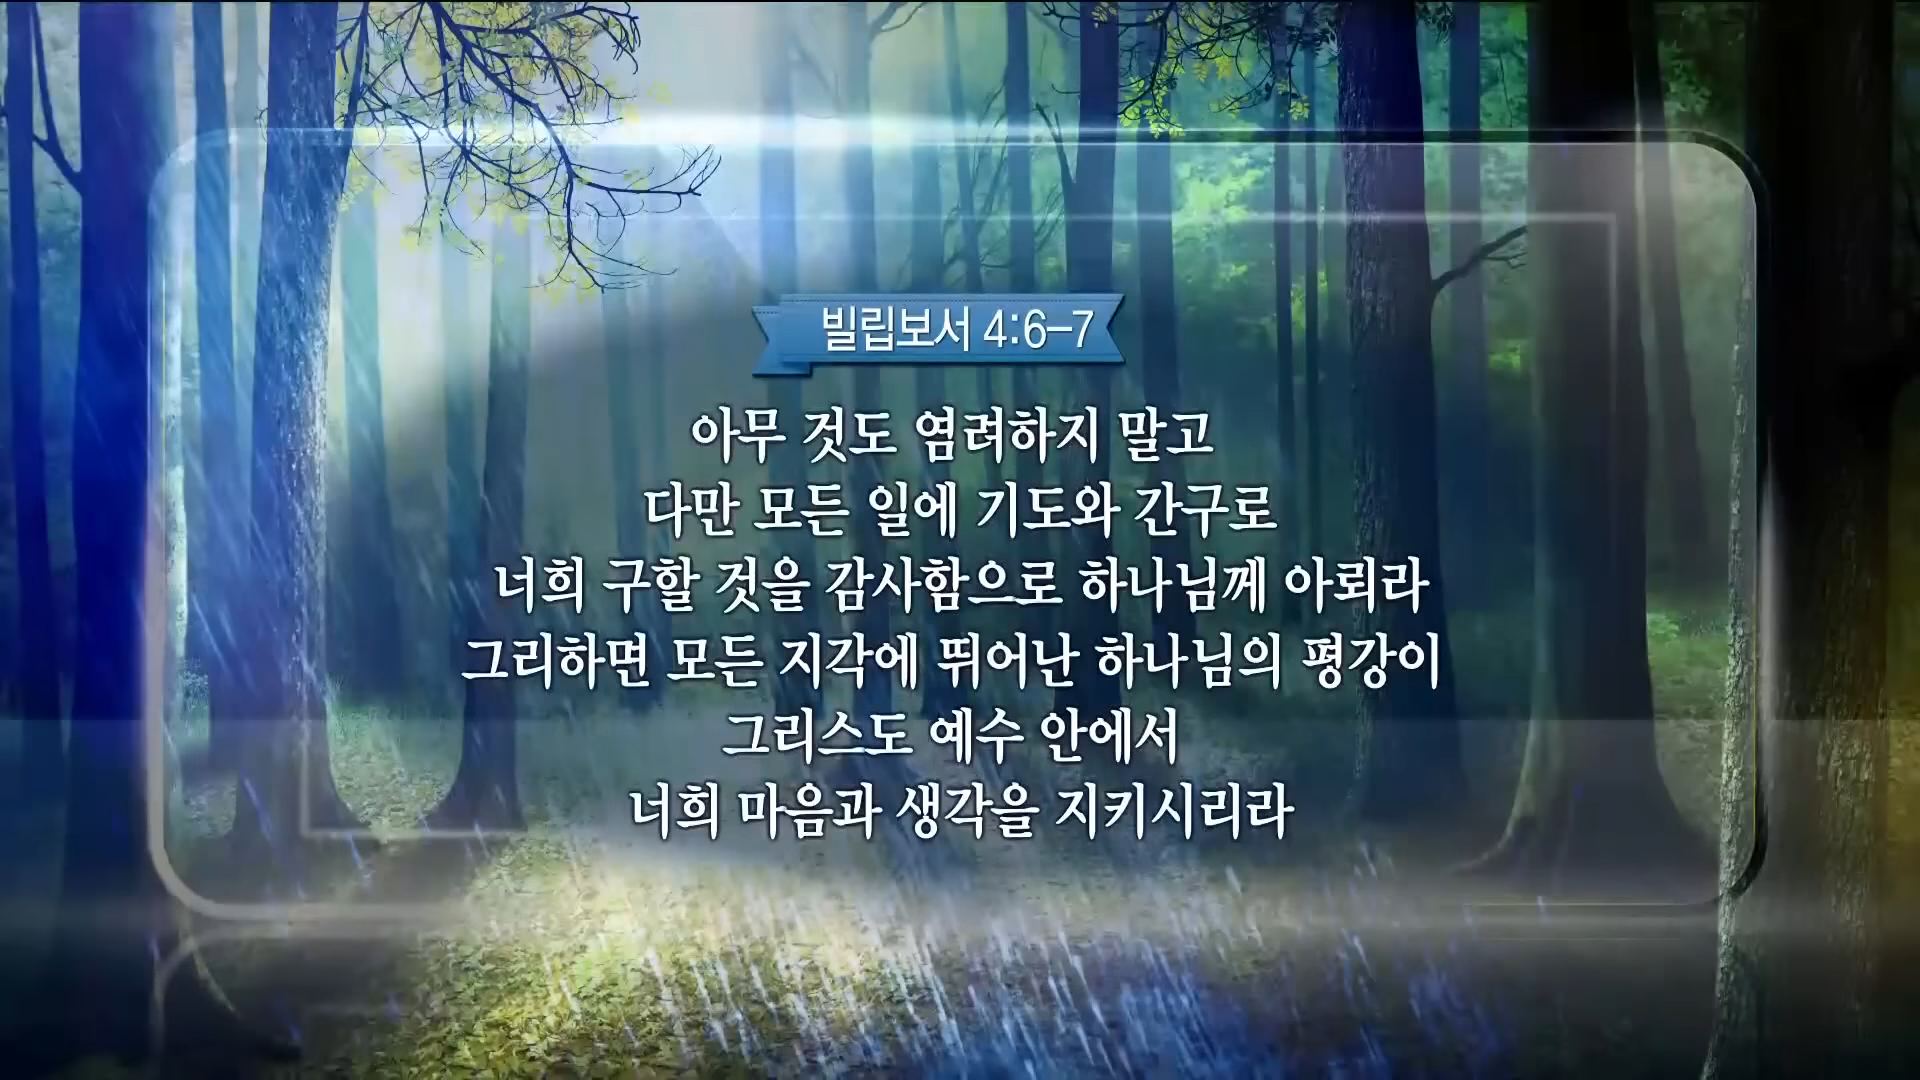 빌립보서 4:6-7
아무 것도 염려하지 말고
다만 모든 일에 기도와 간구로
너희 구할 것을 감사함으로 하나님께 아뢰라
그리하면 모든 지각에 뛰어난 하나님의 평강이
그리스도 예수 안에서
너희 마음과 생각을 지키시리라